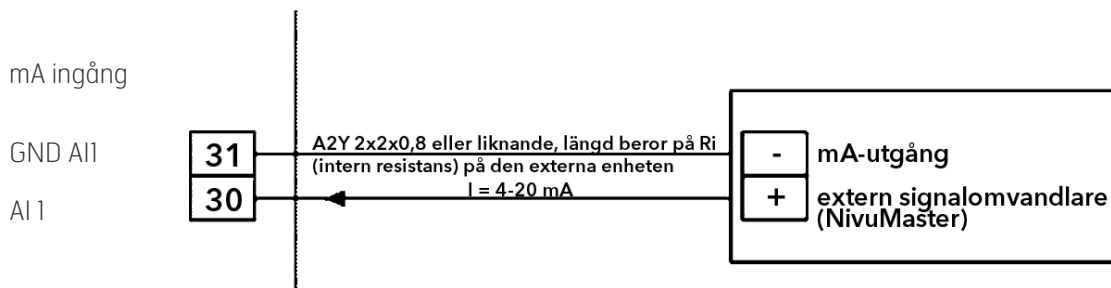 mA ingång
GND AI1
31
A2Y 2x2x0,8 eller liknande, längd beror på Ri
(intern resistans) på den externa enheten
-
mA-utgång
AI 1
30
I = 4-20 mA
+
extern signalomvandlare
(NivuMaster)